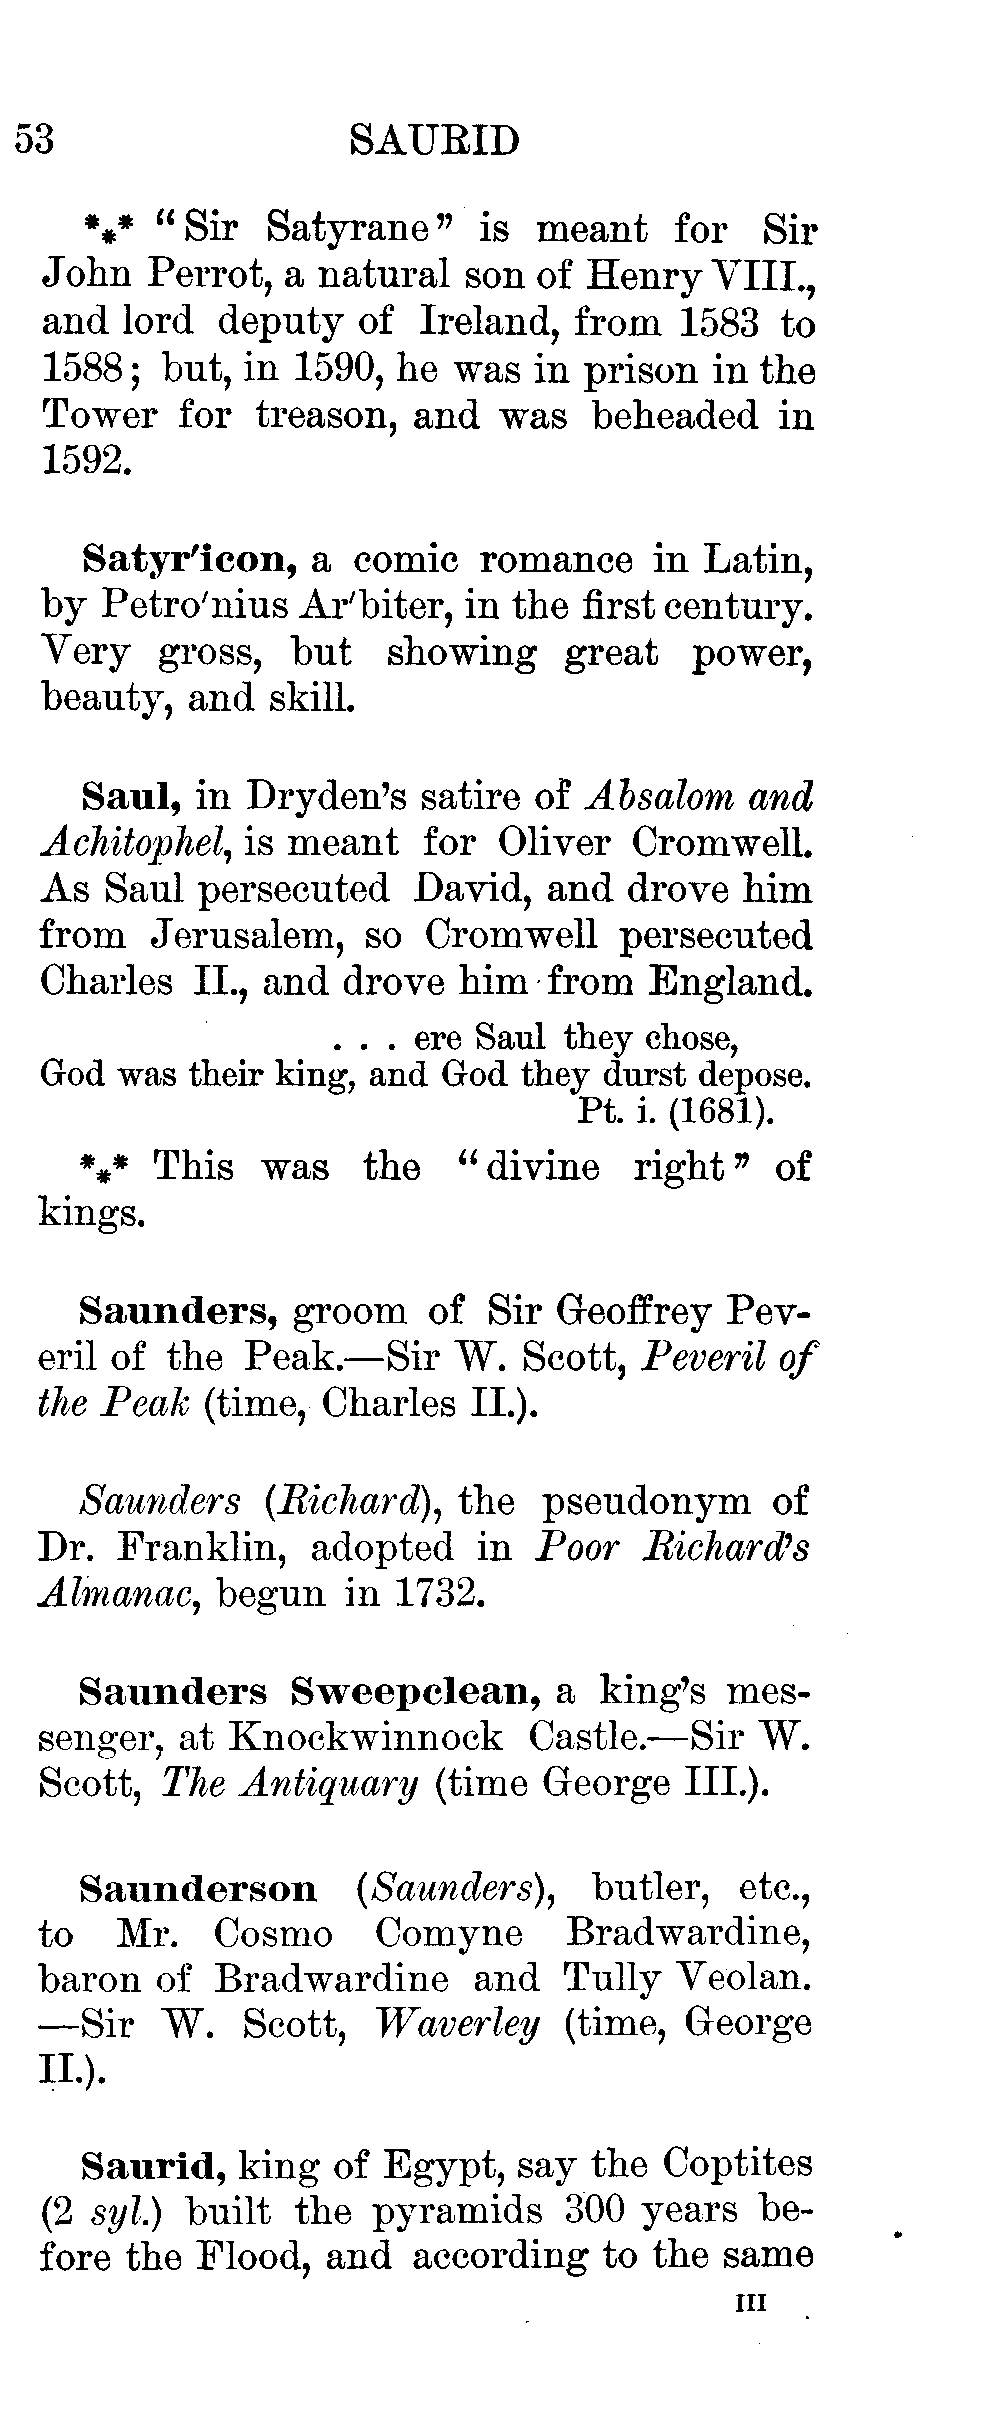 53 SAURID
*⁎* “Sir Satyrane” is meant for Sir
John Perrot, a natural son of Henry VIII.,
and lord deputy of Ireland, from 1583 to
1588; but, in 1590, he was in prison in the
Tower for treason, and was beheaded in
1592.
Satyr'icon, a comic romance in Latin,
by Petro'nius Ar'biter, in the first century.
Very gross, but showing great power,
beauty, and skill.
Saul, in Dryden’s satire of Absalom and
Achitophel, is meant for Oliver Cromwell.
As Saul persecuted David, and drove him
from Jerusalem, so Cromwell persecuted
Charles II., and drove him from England.
. . . ere Saul they chose,
God was their king, and God they durst depose.
Pt. i. (1681).
*⁎* This was the “divine right” of
kings.
Saunders, groom of Sir Geoffrey Pev-
eril of the Peak.—Sir W. Scott, Peveril of
the Peak (time, Charles II.).
Saunders (Richard), the pseudonym of
Dr. Franklin, adopted in Poor Richard’s
Almanac, begun in 1732.
Saunders Sweepclean, a king’s mes-
senger, at Knockwinnock Castle.—Sir W.
Scott, The Antiquary (time George III.).
Saunderson (Saunders), butler, etc.,
to Mr. Cosmo Comyne Bradwardine,
baron of Bradwardine and Tully Veolan.
—Sir W. Scott, Waverley (time, George
II.).
Saurid, king of Egypt, say the Coptites
(2 syl.) built the pyramids 300 years be-
fore the Flood, and according to the same
III